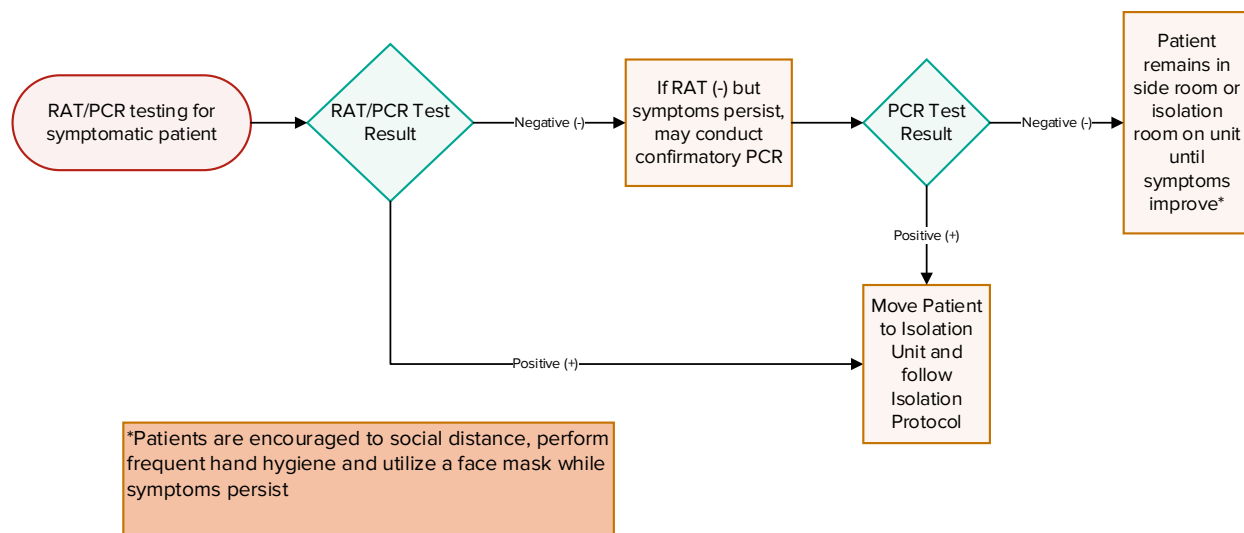 RAT/PCR testing for
symptomatic patient
RAT/PCR Test
Result
Negative (-)
If RAT (-) but
symptoms persist,
may conduct
confirmatory PCR
PCR Test
Result
Negative (-)
Patient
remains in
side room or
isolation
room on unit
until
symptoms
improve*
Positive (+)
Positive (+)
Move Patient
to Isolation
Unit and
follow
Isolation
Protocol
*Patients are encouraged to social distance, perform
frequent hand hygiene and utilize a face mask while
symptoms persist